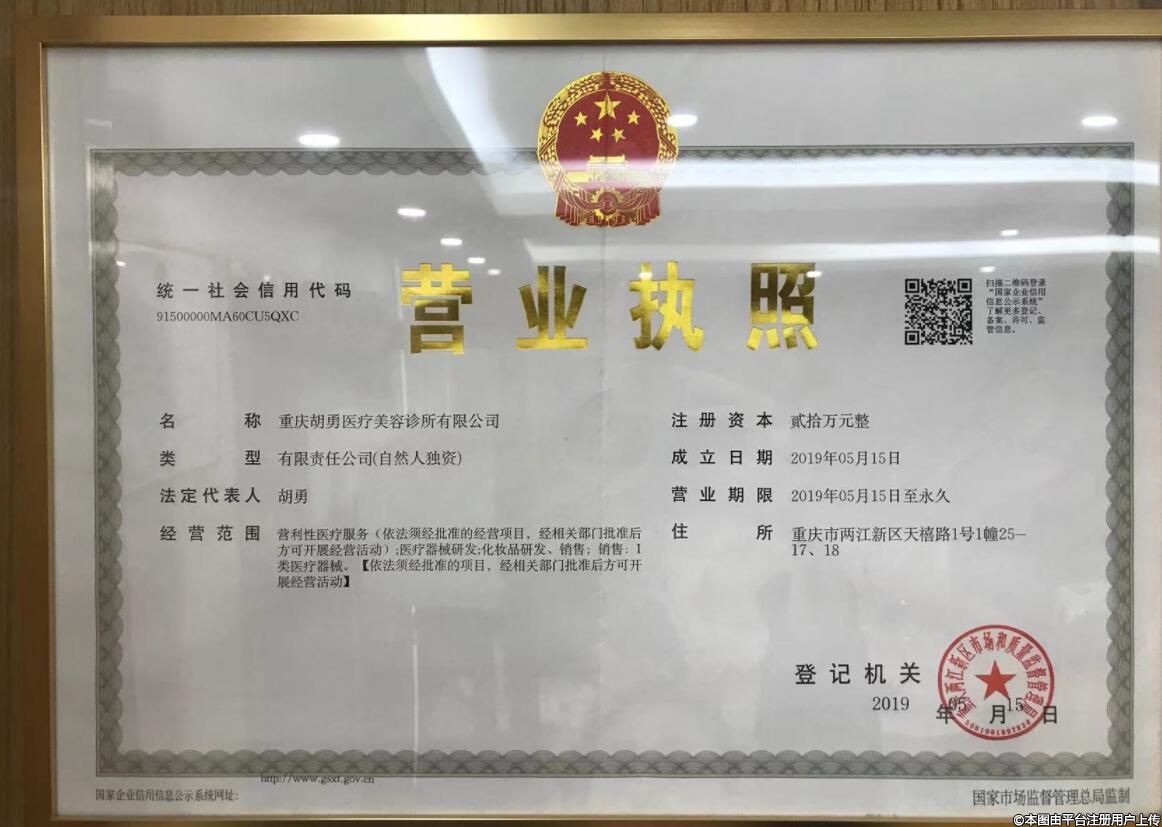 营业执照
统一社会信用代码
91500000MA60CU5QXC
扫描二维码登录
“国家企业信用
信息公示系统”
了解更多登记、
备案、许可、监
管信息。
名称 重庆胡勇医疗美容诊所有限公司
类型 有限责任公司(自然人独资)
法定代表人 胡勇
经营范围 营利性医疗服务（依法须经批准的经营项目，经相关部门批准后
方可开展经营活动）;医疗器械研发;化妆品研发、销售；销售：I
类医疗器械。【依法须经批准的项目，经相关部门批准后方可开
展经营活动】
注册资本 贰拾万元整
成立日期 2019年05月15日
营业期限 2019年05月15日至永久
住所 重庆市两江新区天禧路1号1幢25—
17、18
登记机关
2019年05月15日
http://www.gsxt.gov.cn
国家企业信用信息公示系统网址:
国家市场监督管理总局监制
©本图由平台注册用户上传